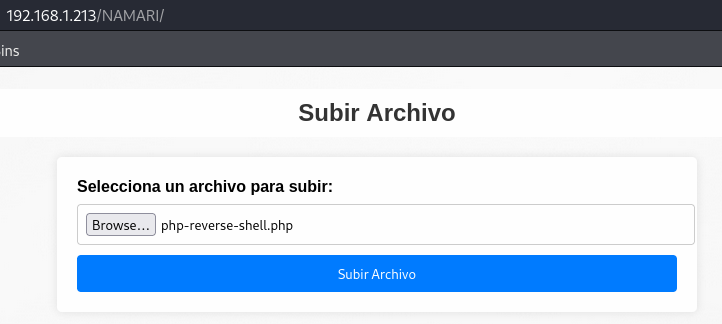 192.168.1.213/NAMARI/
ins
Subir Archivo
Selecciona un archivo para subir:
Browse... php-reverse-shell.php
Subir Archivo